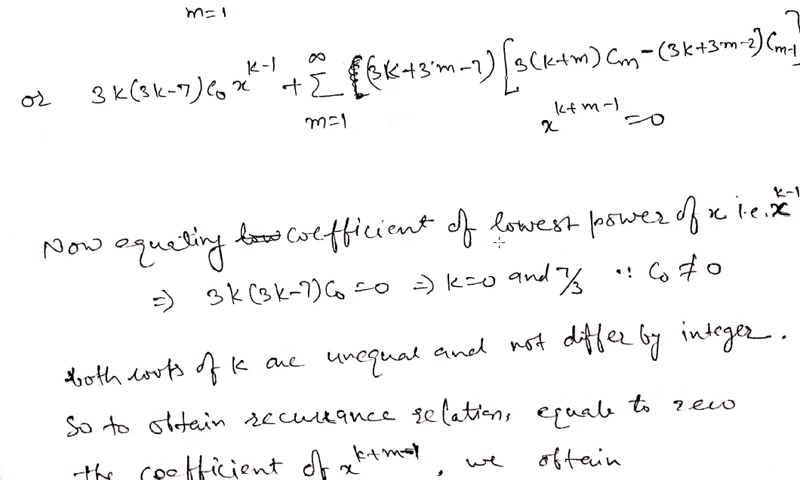 m=1
or 3k(3k-7)C₀x^{k-1} + Σ_{m=1}^{∞} (3k+3m-7)[3(k+m)C_m-(3k+3m-2)C_{m-1}]
x^{k+m-1}=0
Now equating coefficient of lowest power of x i.e. x^{k-1}
⇒ 3k(3k-7)C₀=0 ⇒ k=0 and 7/3 ∵ C₀≠0
both roots of k are unequal and not differ by integer.
So to obtain recurrance relation, equate to zero
the coefficient of x^{k+m-1}, we obtain